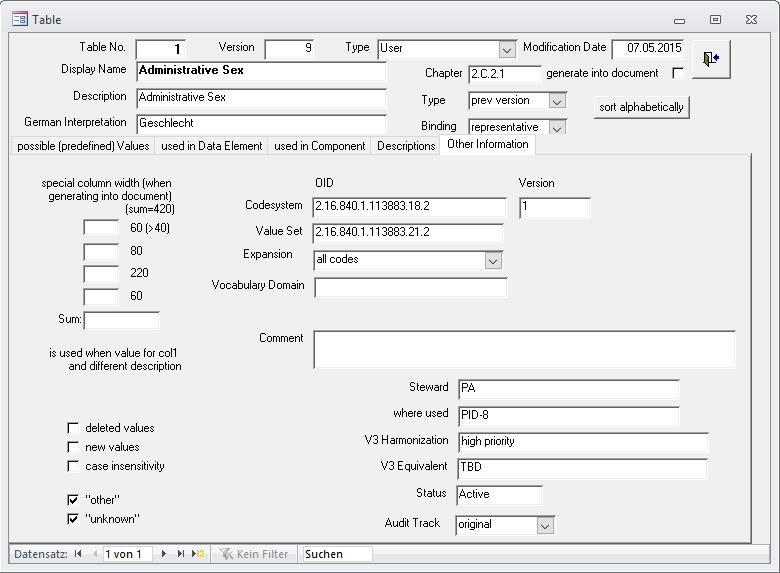 Table
Table No. 1 Version 9 Type User Modification Date 07.05.2015
Display Name Administrative Sex
Chapter 2.C.2.1 generate into document
Description Administrative Sex
Type prev version sort alphabetically
German Interpretation Geschlecht
Binding representative
possible (predefined) Values used in Data Element used in Component Descriptions Other Information
special column width (when
generating into document)
(sum=420)
60 (>40)
80
220
60
Sum:
is used when value for col1
and different description
OID Version
Codesystem 2.16.840.1.113883.18.2 1
Value Set 2.16.840.1.113883.21.2
Expansion all codes
Vocabulary Domain
Comment
Steward PA
where used PID-8
V3 Harmonization high priority
V3 Equivalent TBD
Status Active
Audit Track original
deleted values
new values
case insensitivity
"other"
"unknown"
Datensatz: 1 von 1 Kein Filter Suchen